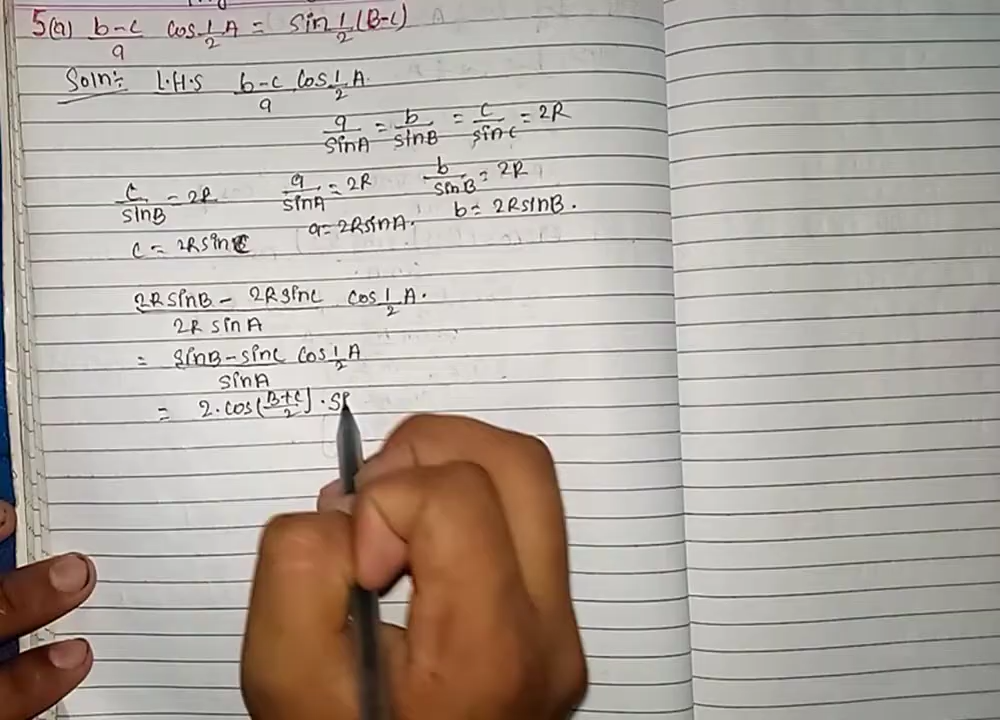 5(a) b-c/a cos 1/2 A = sin 1/2 (B-C)
Soln:- L.H.S b-c/a cos 1/2 A.
a/sinA = b/sinB = c/sinC = 2R
c/sinB = 2R a/sinA = 2R b/sinB = 2R
c = 2RsinC a = 2RsinA. b = 2RsinB.
2RsinB - 2RsinC / 2R sinA cos 1/2 A.
= sinB - sinC / sinA cos 1/2 A
= 2.cos(B+C/2) . si